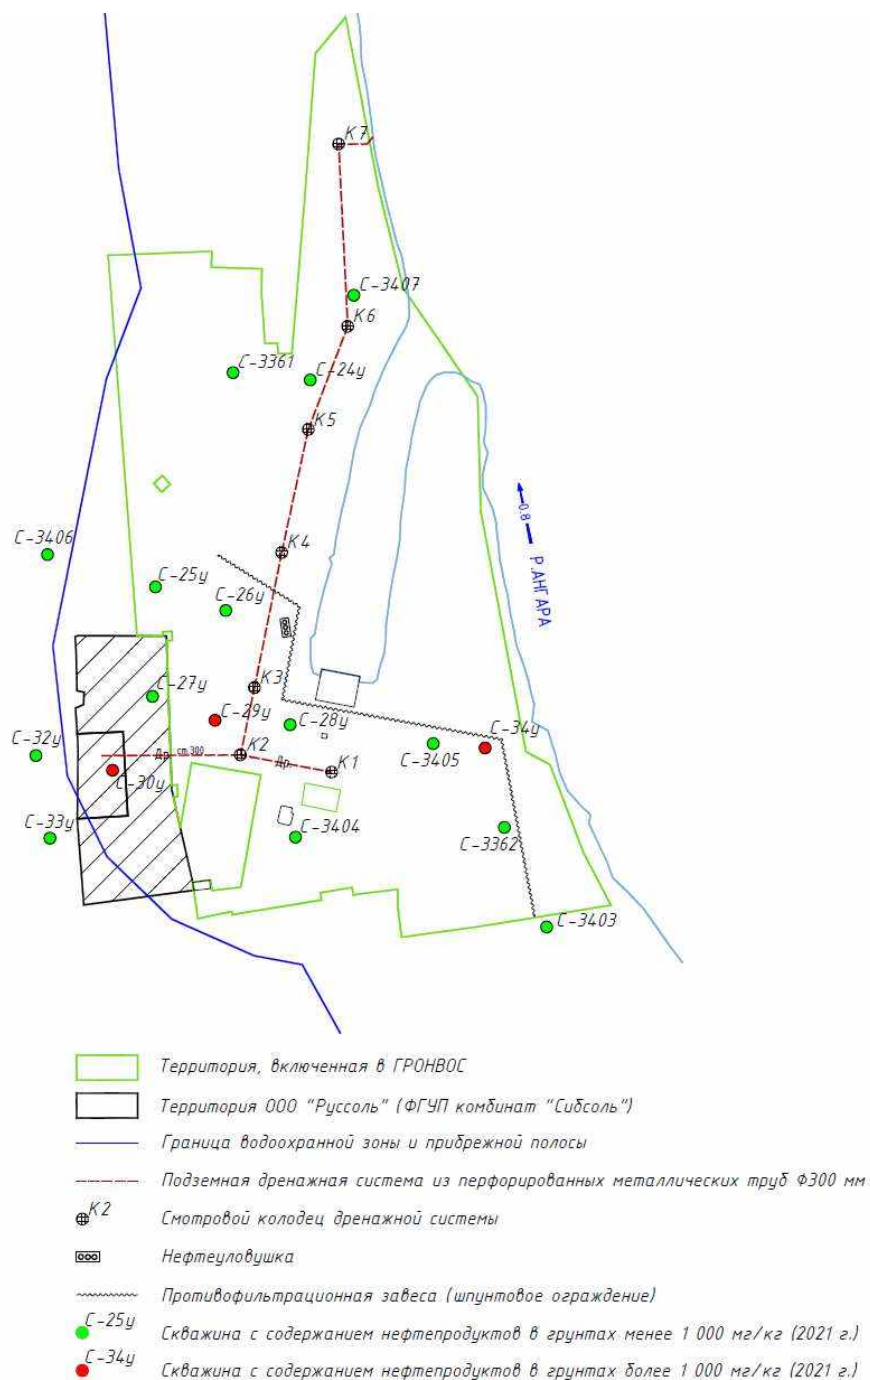 К7
С-3407
К6
С-3361
С-24у
К5
0.8
Р.АНГАРА
С-3406
К4
С-25у
С-26у
К3
С-27у
С-29у
С-28у
С-34у
С-32у
Др. ст.300
К2
Др.
К1
С-3405
С-30у
С-33у
С-3404
С-3362
С-3403
Территория, включенная в ГРОНВОС
Территория ООО "Руссоль" (ФГУП комбинат "Сибсоль")
Граница водоохранной зоны и прибрежной полосы
Подземная дренажная система из перфорированных металлических труб Ф300 мм
К2
Смотровой колодец дренажной системы
Нефтеуловушка
Противофильтрационная завеса (шпунтовое ограждение)
С-25у
Скважина с содержанием нефтепродуктов в грунтах менее 1 000 мг/кг (2021 г.)
С-34у
Скважина с содержанием нефтепродуктов в грунтах более 1 000 мг/кг (2021 г.)